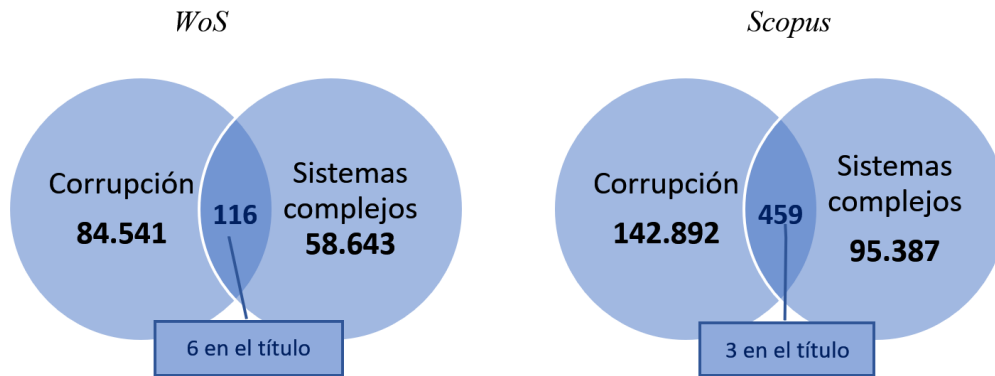 WoS
Corrupción
84.541
116
Sistemas
complejos
58.643
6 en el título
Scopus
Corrupción
142.892
459
Sistemas
complejos
95.387
3 en el título